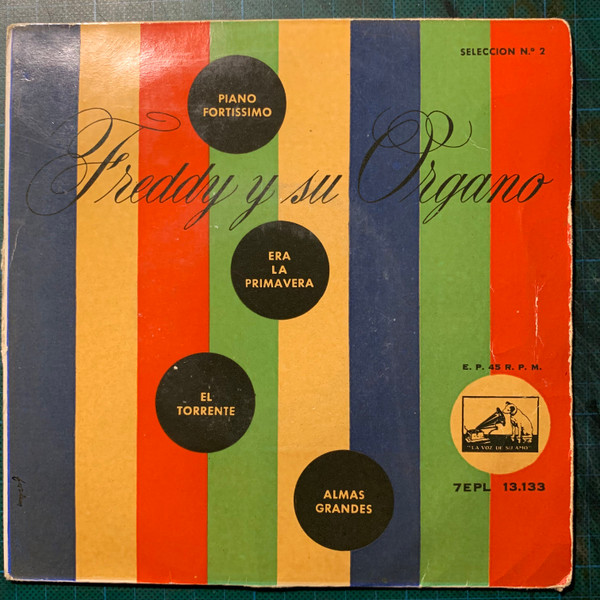 SELECCION N.º 2
PIANO
FORTISSIMO
Freddy y su Organo
ERA
LA
PRIMAVERA
E. P. 45 R. P. M.
EL
TORRENTE
"LA VOZ DE SU AMO"
7EPL 13.133
ALMAS
GRANDES